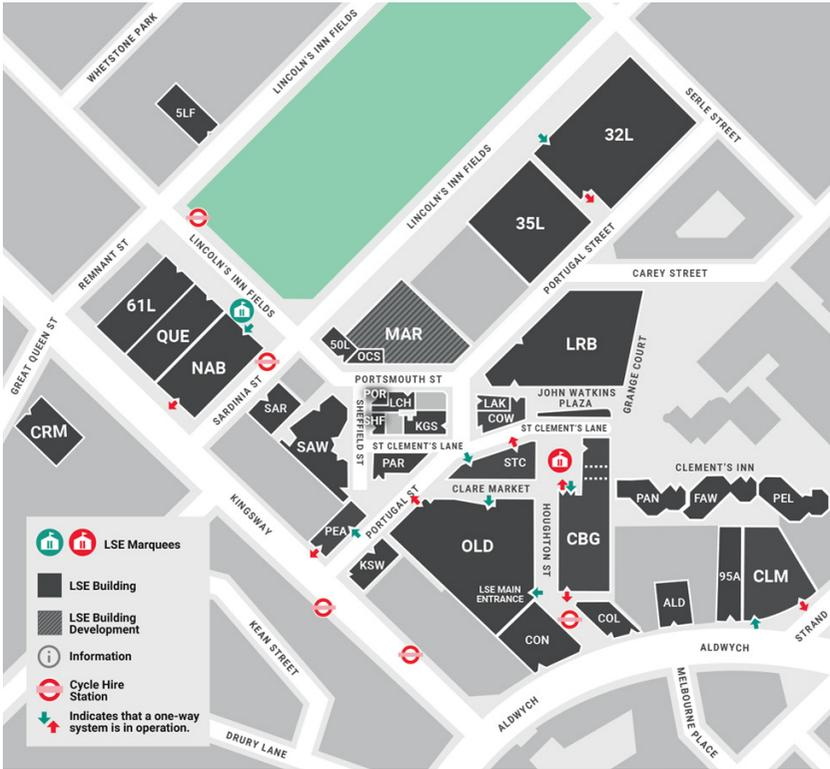 WHETSTONE PARK
LINCOLN'S INN FIELDS
5LF
32L
SERLE STREET
LINCOLN'S INN FIELDS
35L
REMNANT ST
LINCOLN'S INN FIELDS
PORTUGAL STREET
CAREY STREET
61L
QUE
NAB
MAR
50L
OCS
LRB
GREAT QUEEN ST
SARDINIA ST
PORTSMOUTH ST
GRANGE COURT
JOHN WATKINS
PLAZA
POR
LCH
SHF
KGS
LAK
COW
SHEFFIELD ST
SAR
SAW
CRM
ST CLEMENT'S LANE
ST CLEMENT'S LANE
PAR
STC
CLEMENT'S INN
CLARE MARKET
PORTUGAL ST
KINGSWAY
PEA
KSW
PAN
FAW
PEL
HOUGHTON ST
OLD
CBG
LSE MAIN
ENTRANCE
95A
CLM
ALD
COL
CON
STRAND
ALDWYCH
ALDWYCH
MELBOURNE PLACE
KEAN STREET
DRURY LANE
LSE Marquees
LSE Building
LSE Building
Development
i
Information
Cycle Hire
Station
Indicates that a one-way
system is in operation.